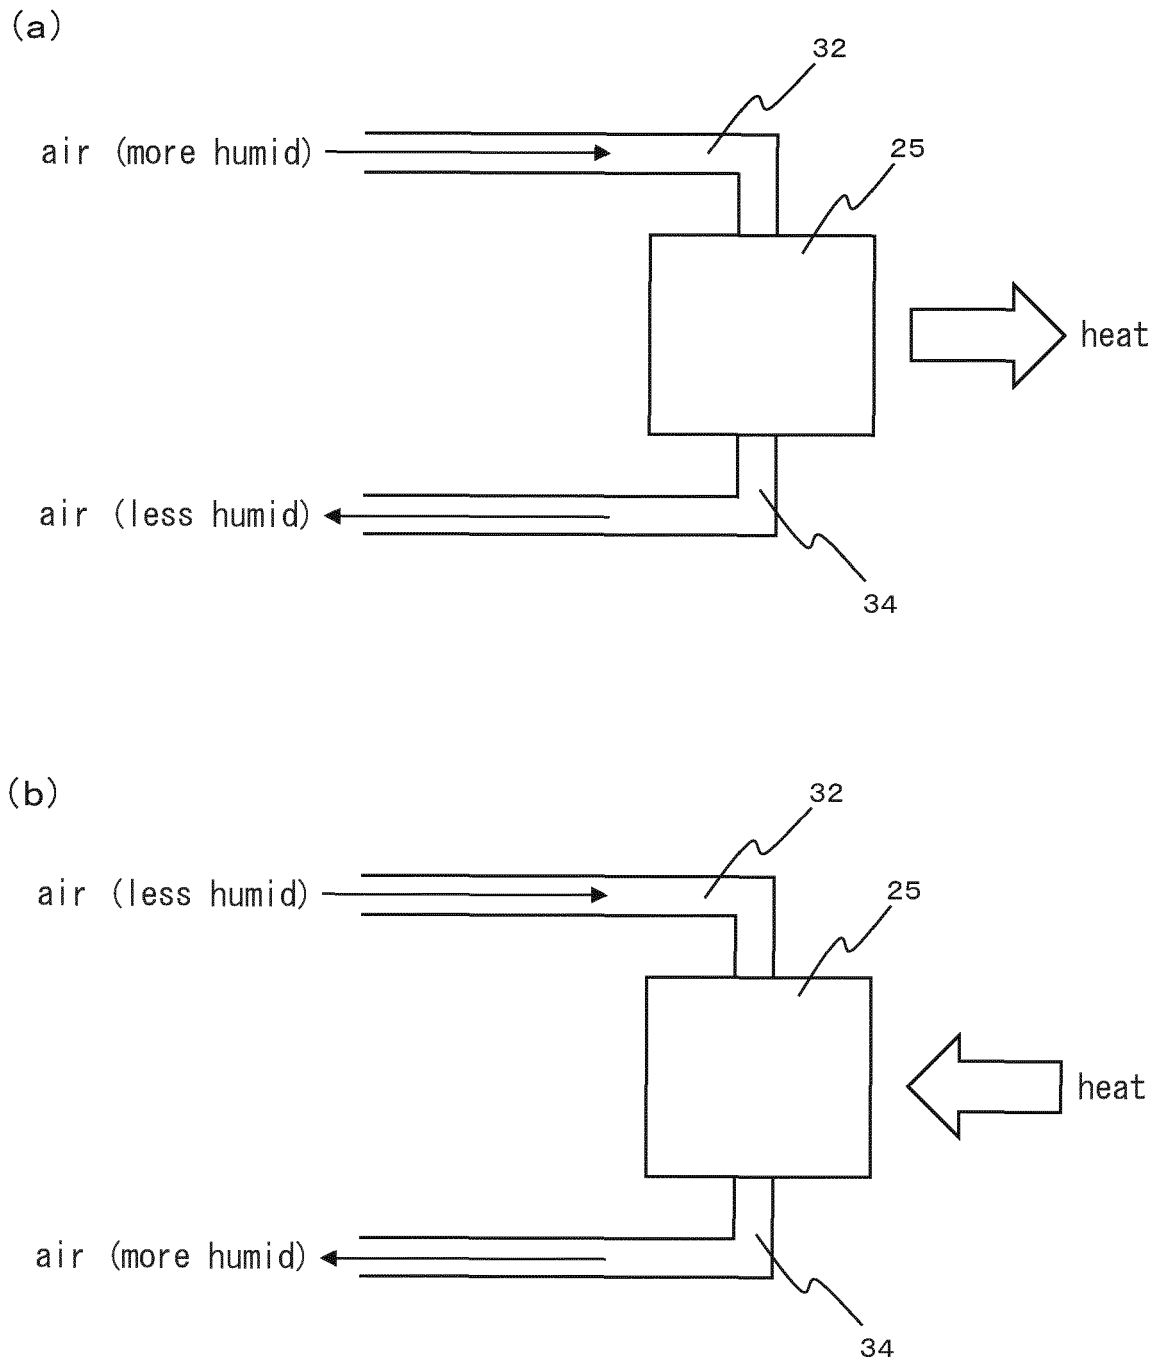 (a)
32
air (more humid)
25
heat
air (less humid)
34
(b)
32
air (less humid)
25
heat
air (more humid)
34